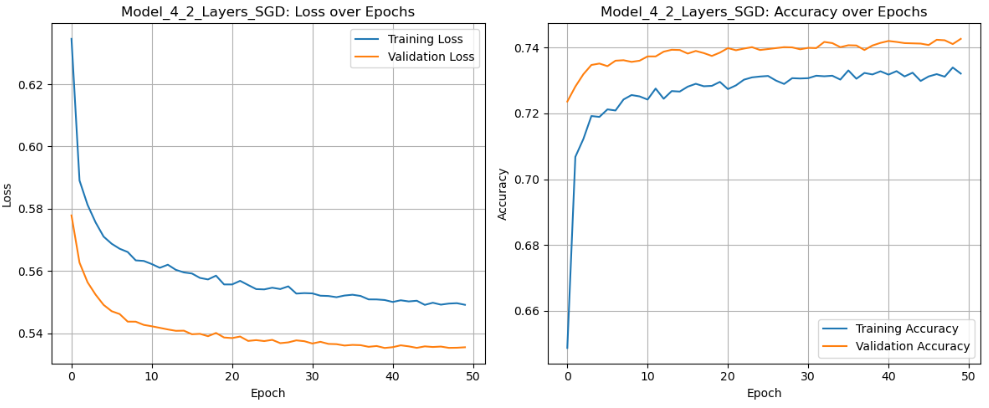 Model_4_2_Layers_SGD: Loss over Epochs
Training Loss
Validation Loss
0.62
0.60
0.58
0.56
0.54
Loss
0 10 20 30 40 50
Epoch
Model_4_2_Layers_SGD: Accuracy over Epochs
0.74
0.72
0.70
0.68
0.66
Accuracy
Training Accuracy
Validation Accuracy
0 10 20 30 40 50
Epoch